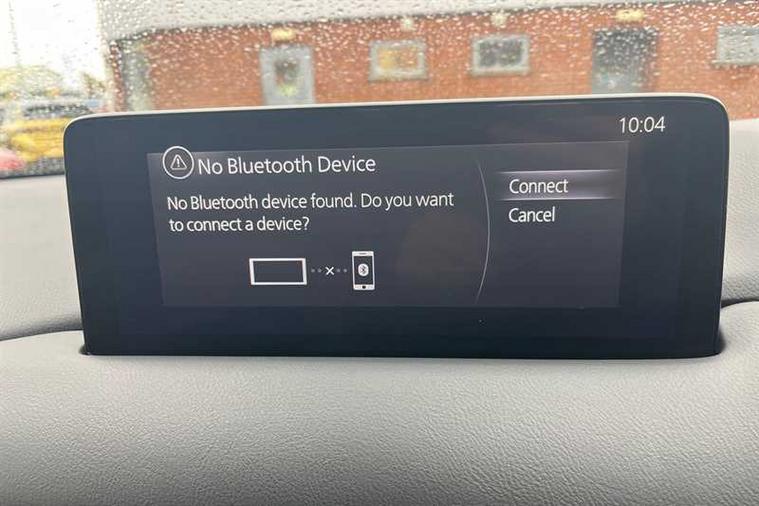 10:04
No Bluetooth Device
No Bluetooth device found. Do you want
to connect a device?
Connect
Cancel